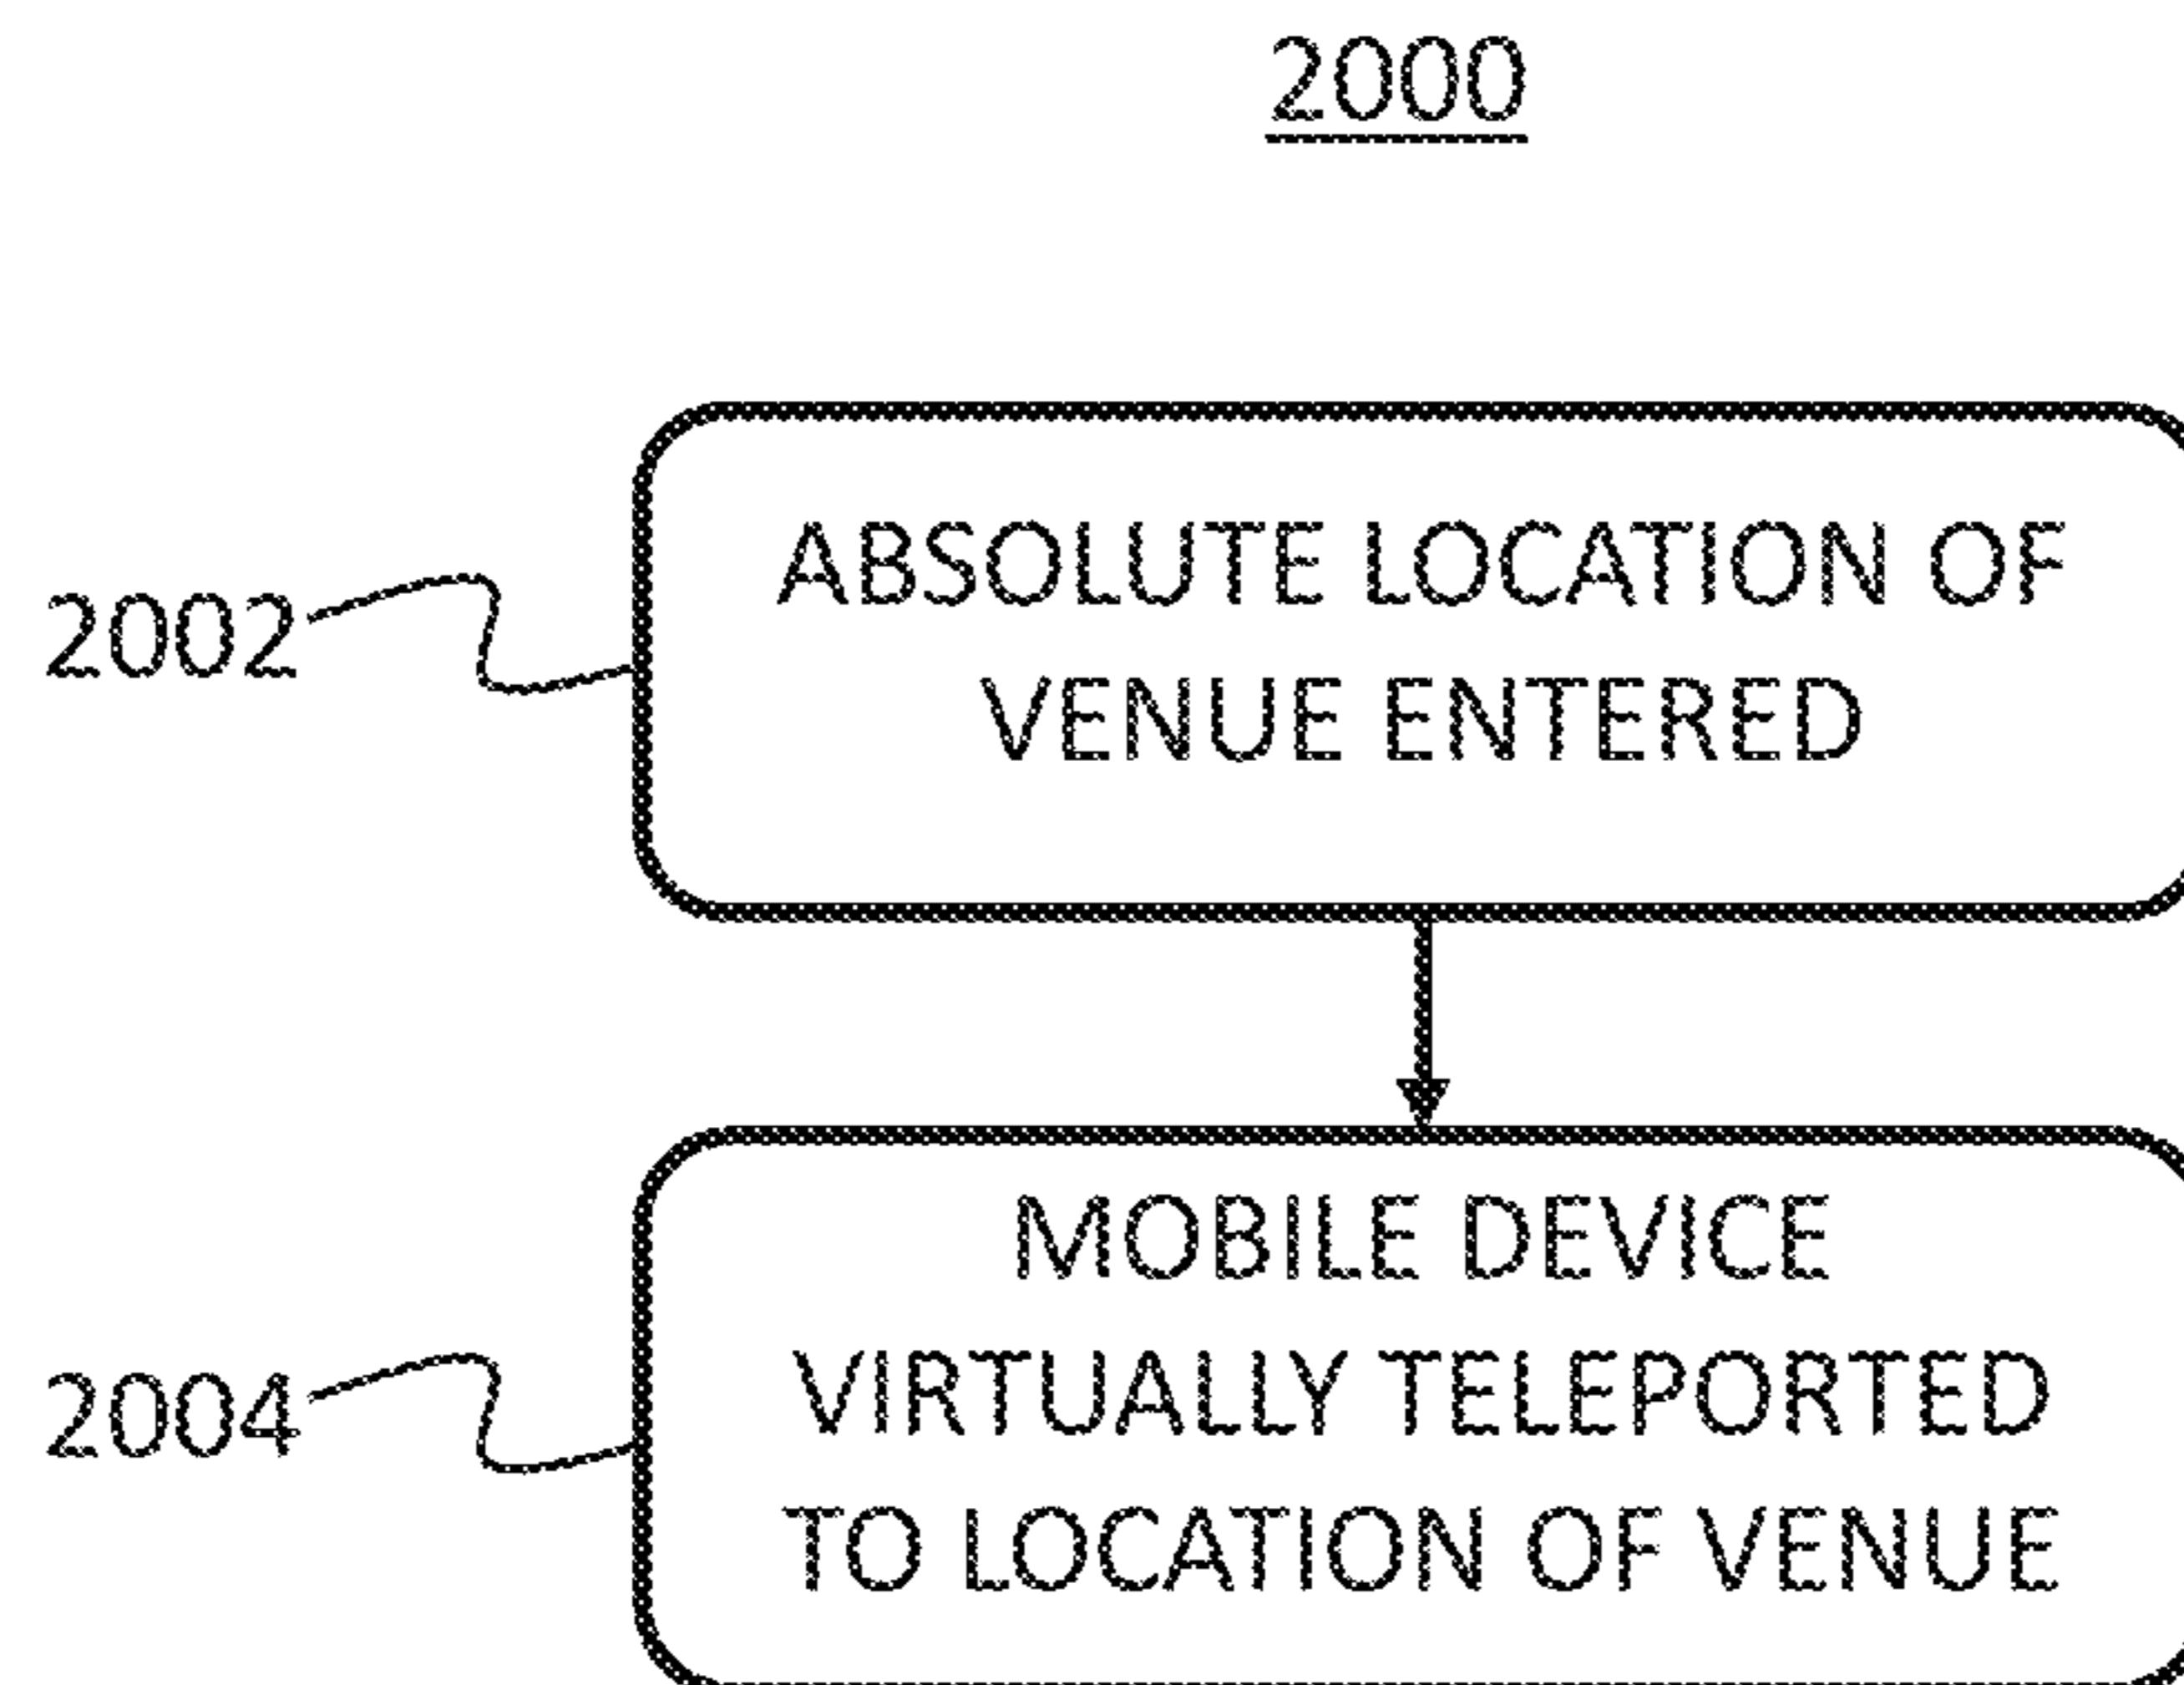 2000
ABSOLUTE LOCATION OF
VENUE ENTERED
2002
MOBILE DEVICE
VIRTUALLY TELEPORTED
TO LOCATION OF VENUE
2004